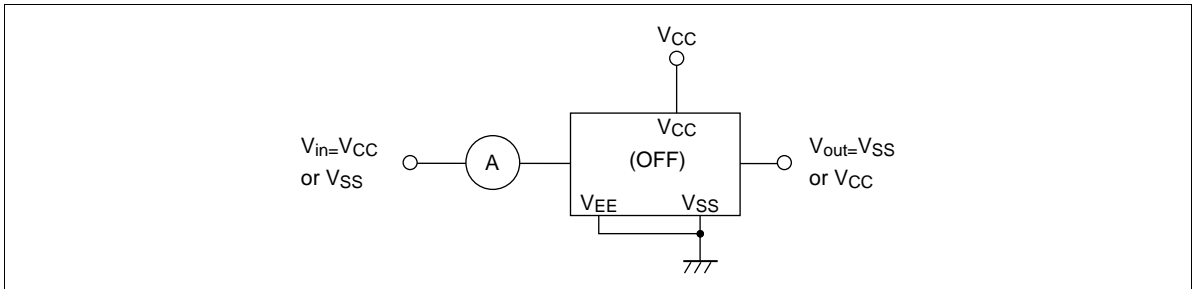 VCC
VCC
(OFF)
Vin=VCC
or VSS
A
Vout=VSS
or VCC
VEE
VSS